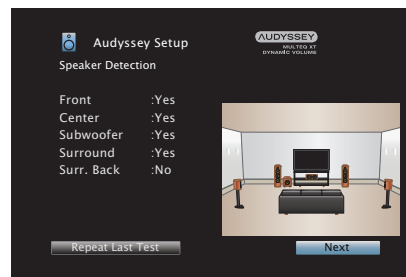 Audyssey Setup
AUDYSSEY
MULTEQ XT
DYNAMIC VOLUME
Speaker Detection
Front :Yes
Center :Yes
Subwoofer :Yes
Surround :Yes
Surr. Back :No
Repeat Last Test
Next